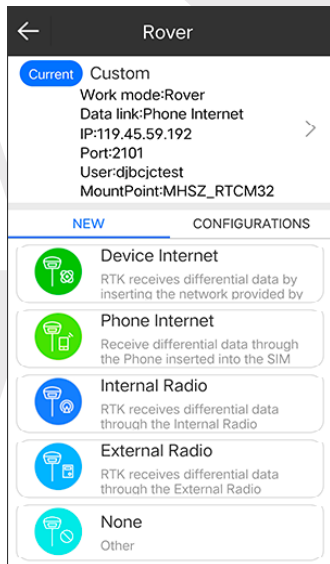 Rover
Current Custom
Work mode:Rover
Data link:Phone Internet
IP:119.45.59.192
Port:2101
User:djbcjctest
MountPoint:MHSZ_RTCM32
NEW CONFIGURATIONS
Device Internet
RTK receives differential data by
inserting the network provided by
Phone Internet
Receive differential data through
the Phone inserted into the SIM
Internal Radio
RTK receives differential data
through the Internal Radio
External Radio
RTK receives differential data
through the External Radio
None
Other